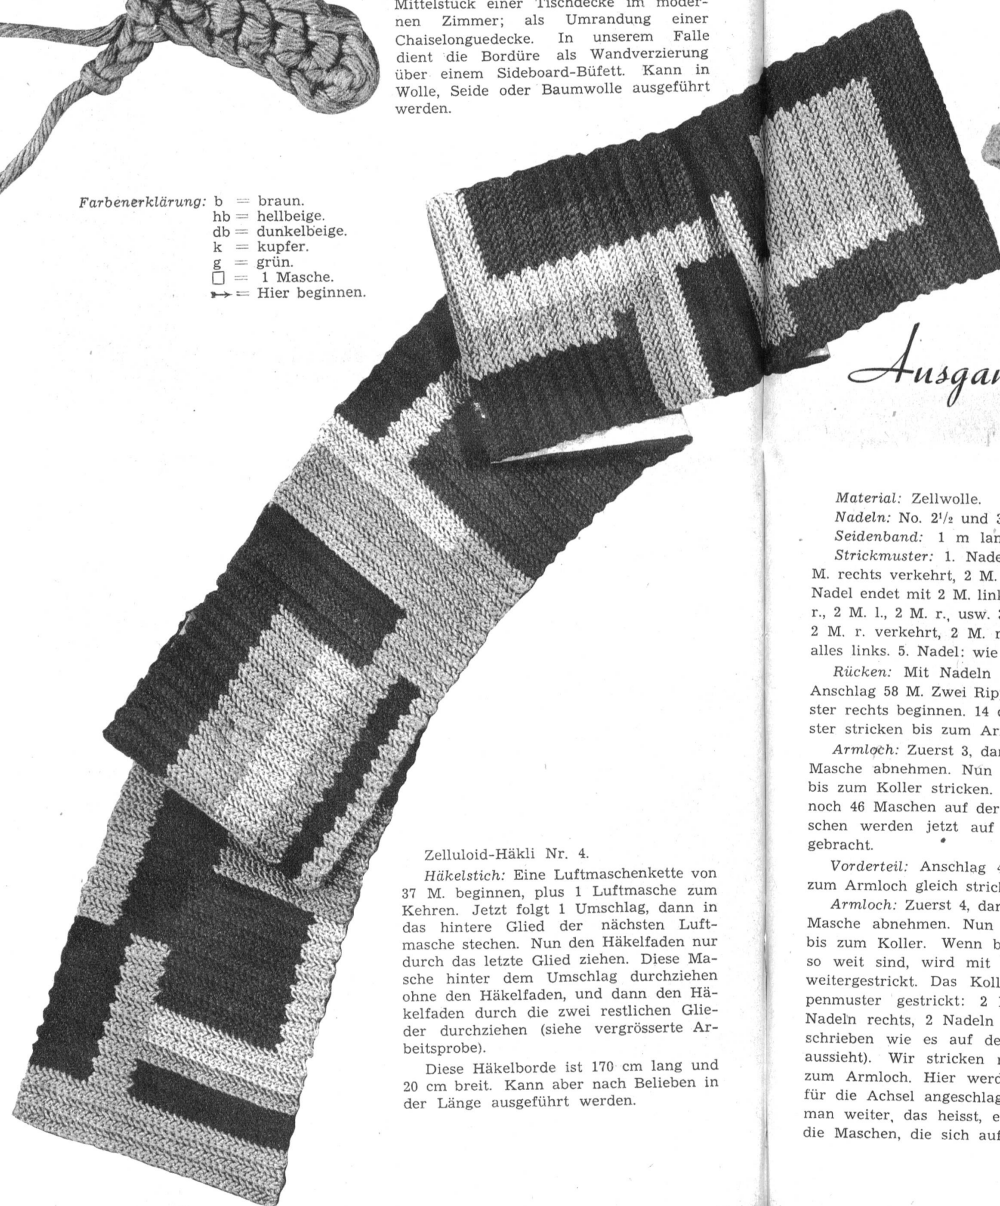 Mittelstück einer Tischdecke im moder-
nen Zimmer; als Umrandung einer
Chaiselonguedecke. In unserem Falle
dient die Bordüre als Wandverzierung
über einem Sideboard-Büfett. Kann in
Wolle, Seide oder Baumwolle ausgeführt
werden.
Farbenerklärung: b = braun.
hb = hellbeige.
db = dunkelbeige.
k = kupfer.
g = grün.
□ = 1 Masche.
↣ = Hier beginnen.
Zelluloid-Häkli Nr. 4.
Häkelstich: Eine Luftmaschenkette von
37 M. beginnen, plus 1 Luftmasche zum
Kehren. Jetzt folgt 1 Umschlag, dann in
das hintere Glied der nächsten Luft-
masche stechen. Nun den Häkelfaden nur
durch das letzte Glied ziehen. Diese Ma-
sche hinter dem Umschlag durchziehen
ohne den Häkelfaden, und dann den Hä-
kelfaden durch die zwei restlichen Glie-
der durchziehen (siehe vergrösserte Ar-
beitsprobe).
Diese Häkelborde ist 170 cm lang und
20 cm breit. Kann aber nach Belieben in
der Länge ausgeführt werden.
Ausgan
Material: Zellwolle.
Nadeln: No. 2¹/₂ und 3
Seidenband: 1 m lan
Strickmuster: 1. Nade
M. rechts verkehrt, 2 M.
Nadel endet mit 2 M. link
r., 2 M. l., 2 M. r., usw.
2 M. r. verkehrt, 2 M. r
alles links. 5. Nadel: wie
Rücken: Mit Nadeln
Anschlag 58 M. Zwei Rip
ster rechts beginnen. 14 c
ster stricken bis zum Ar
Armloch: Zuerst 3, dan
Masche abnehmen. Nun
bis zum Koller stricken.
noch 46 Maschen auf der
schen werden jetzt auf
gebracht.
Vorderteil: Anschlag 4
zum Armloch gleich strick
Armloch: Zuerst 4, dan
Masche abnehmen. Nun
bis zum Koller. Wenn b
so weit sind, wird mit
weitergestrickt. Das Koll
penmuster gestrickt: 2
Nadeln rechts, 2 Nadeln
schrieben wie es auf de
aussieht). Wir stricken
zum Armloch. Hier werd
für die Achsel angeschlag
man weiter, das heisst, e
die Maschen, die sich auf